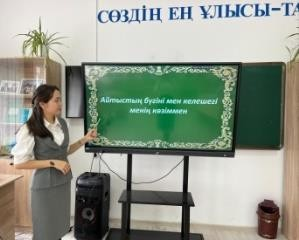 СӨЗДІҢ ЕҢ ҰЛЫСЫ-ТА
Айтыстың бүгіні мен келешегі
менің көзіммен